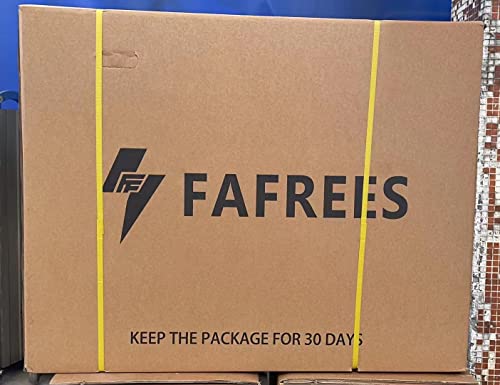 FAFREES
KEEP THE PACKAGE FOR 30 DAYS